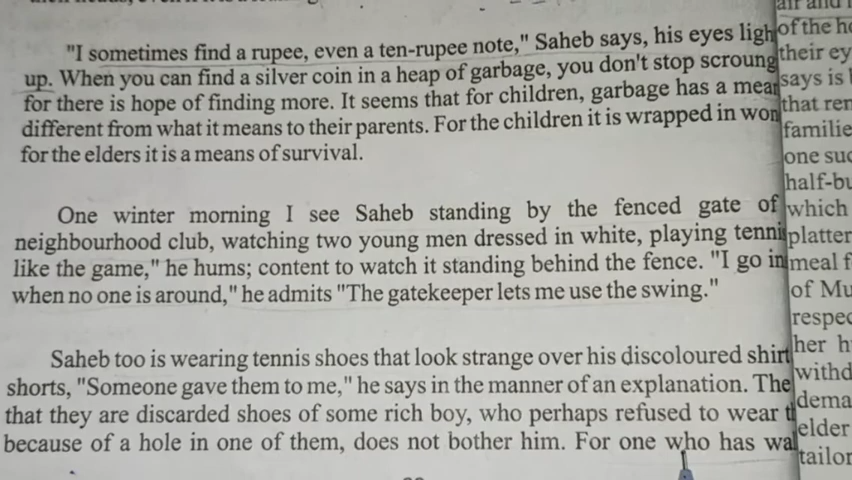 "I sometimes find a rupee, even a ten-rupee note," Saheb says, his eyes ligh
up. When you can find a silver coin in a heap of garbage, you don't stop scroung
for there is hope of finding more. It seems that for children, garbage has a mea
different from what it means to their parents. For the children it is wrapped in won
for the elders it is a means of survival.
One winter morning I see Saheb standing by the fenced gate of
neighbourhood club, watching two young men dressed in white, playing tenni
like the game," he hums; content to watch it standing behind the fence. "I go in
when no one is around," he admits "The gatekeeper lets me use the swing."
Saheb too is wearing tennis shoes that look strange over his discoloured shirt
shorts, "Someone gave them to me," he says in the manner of an explanation. The
that they are discarded shoes of some rich boy, who perhaps refused to wear t
because of a hole in one of them, does not bother him. For one who has wal
air and
of the h
their ey
says is
that ren
familie
one suc
half-bu
which
platter
meal f
of Mu
respec
her h
withd
dema
elder
tailor